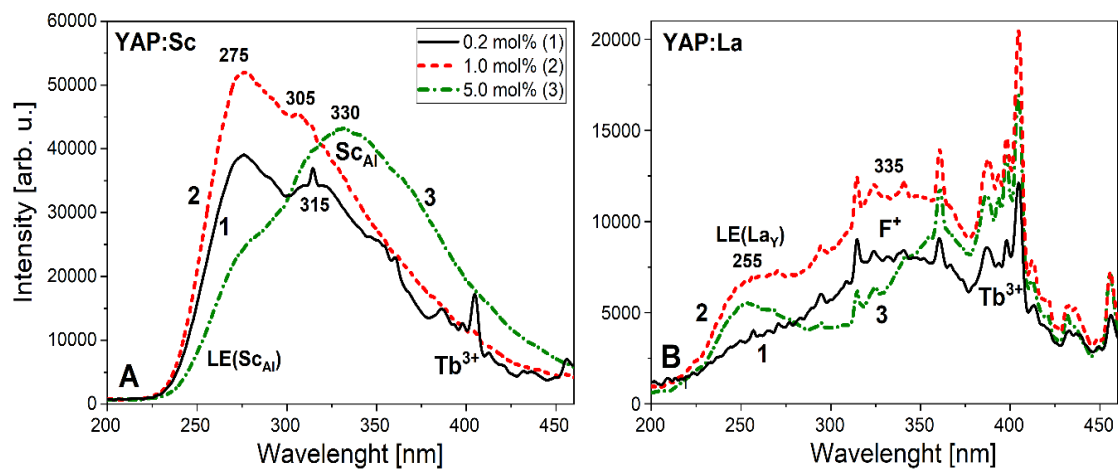 YAP:Sc
0.2 mol% (1)
1.0 mol% (2)
5.0 mol% (3)
275
305
330
Sc_Al
315
2
1
3
LE(Sc_Al)
Tb³⁺
A
60000
50000
40000
30000
20000
10000
0
200 250 300 350 400 450
Intensity [arb. u.]
Wavelenght [nm]
YAP:La
335
F⁺
LE(La_Y)
255
2
1
3
Tb³⁺
B
20000
15000
10000
5000
0
200 250 300 350 400 450
Wavelenght [nm]